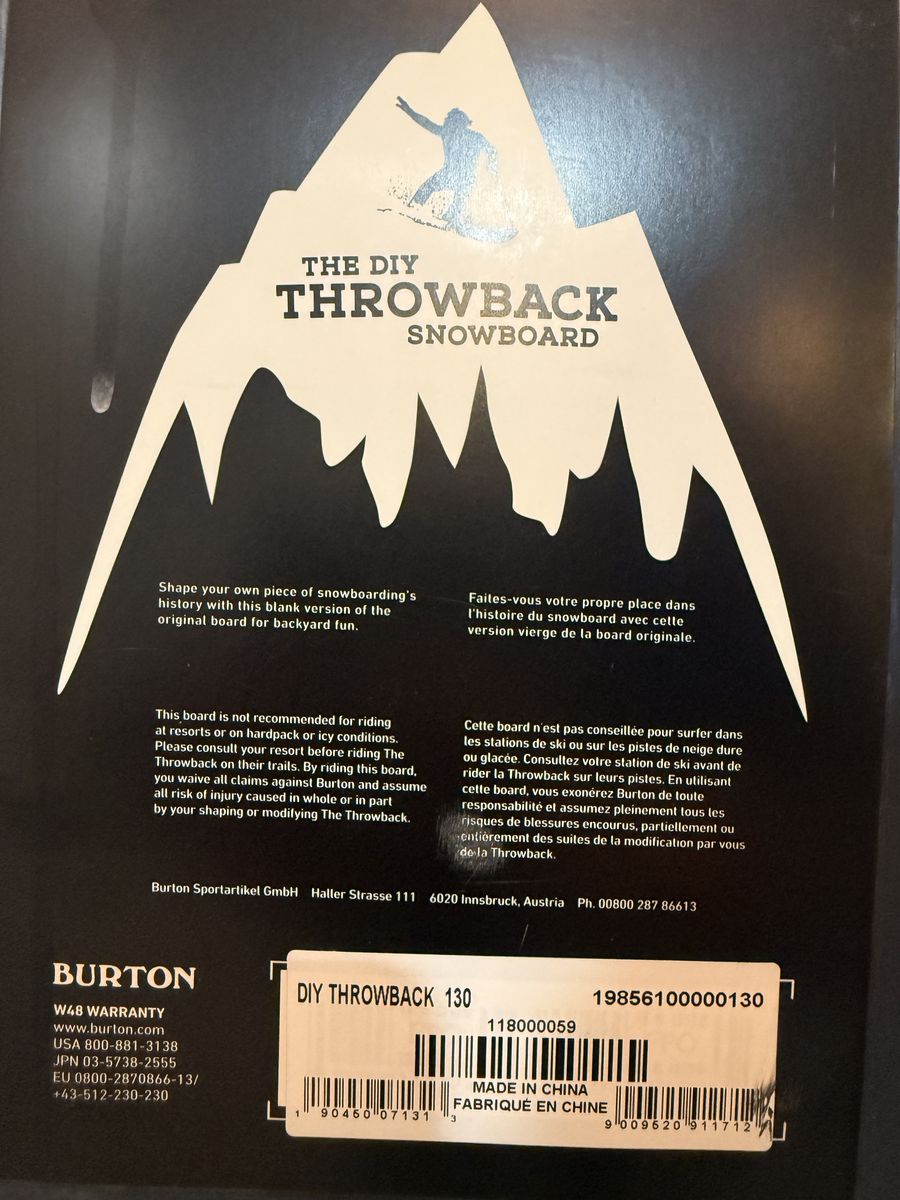 THE DIY
THROWBACK
SNOWBOARD
Shape your own piece of snowboarding's
history with this blank version of the
original board for backyard fun.
Faites-vous votre propre place dans
l'histoire du snowboard avec cette
version vierge de la board originale.
This board is not recommended for riding
at resorts or on hardpack or icy conditions.
Please consult your resort before riding The
Throwback on their trails. By riding this board,
you waive all claims against Burton and assume
all risk of injury caused in whole or in part
by your shaping or modifying The Throwback.
Cette board n'est pas conseillée pour surfer dans
les stations de ski ou sur les pistes de neige dure
ou glacée. Consultez votre station de ski avant de
rider la Throwback sur leurs pistes. En utilisant
cette board, vous exonérez Burton de toute
responsabilité et assumez pleinement tous les
risques de blessures encourus, partiellement ou
entièrement des suites de la modification par vous
de la Throwback.
Burton Sportartikel GmbH Haller Strasse 111 6020 Innsbruck, Austria Ph. 00800 287 86613
BURTON
W48 WARRANTY
www.burton.com
USA 800-881-3138
JPN 03-5738-2555
EU 0800-2870866-13/
+43-512-230-230
DIY THROWBACK 130 19856100000130
118000059
MADE IN CHINA
FABRIQUÉ EN CHINE
1 90450 07131 3
9 009520 911712